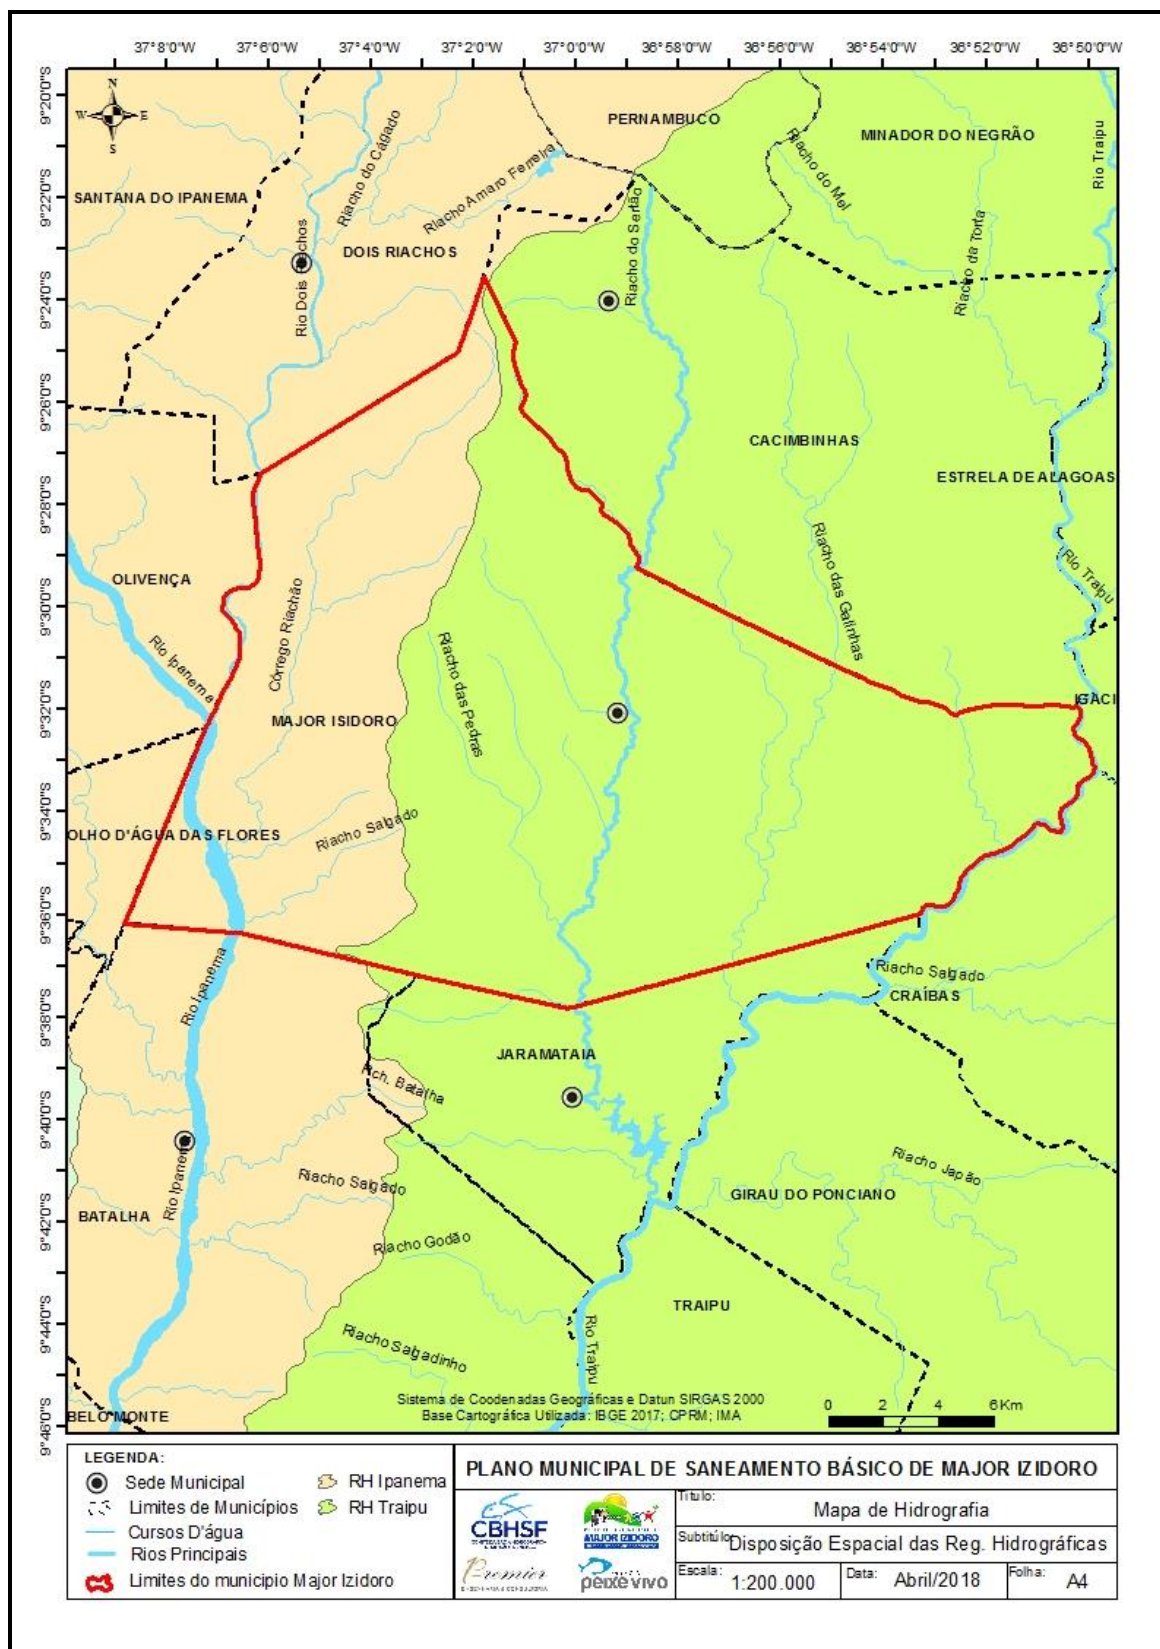 37°8'0"W 37°6'0"W 37°4'0"W 37°2'0"W 37°0'0"W 36°58'0"W 36°56'0"W 36°54'0"W 36°52'0"W 36°50'0"W
9°20'0"S
9°22'0"S
9°24'0"S
9°26'0"S
9°28'0"S
9°30'0"S
9°32'0"S
9°34'0"S
9°36'0"S
9°38'0"S
9°40'0"S
9°42'0"S
9°44'0"S
9°48'0"S
N
W E
S
PERNAMBUCO
MINADOR DO NEGRÃO
Rio Traipu
Riacho do Cágado
Riacho Amaro Ferreira
Riacho do Mel
SANTANA DO IPANEMA
Riacho do Sertão
Riacho da Torta
DOIS RIACHOS
Rio Dois Riachos
CACIMBINHAS
ESTRELA DE ALAGOAS
Riacho das Galinhas
Rio Traipu
OLIVENÇA
Córrego Riachão
Rio Ipanema
Riacho das Pedras
IGACI
MAJOR ISIDORO
OLHO D'ÁGUA DAS FLORES
Riacho Salgado
Rio Ipanema
Riacho Salgado
CRAÍBAS
JARAMATAIA
Rch. Batalha
Riacho Japão
Riacho Salgado
GIRAU DO PONCIANO
Rio Ipanem
BATALHA
Riacho Godão
TRAIPU
Rio Traipu
Riacho Salgadinho
BELO MONTE
Sistema de Coodenadas Geográficas e Datun SIRGAS 2000
Base Cartográfica Utilizada: IBGE 2017; CPRM; IMA
0 2 4 6 Km
LEGENDA:
Sede Municipal
Limites de Municípios
Cursos D'água
Rios Principais
Limites do municipio Major Izidoro
RH Ipanema
RH Traipu
PLANO MUNICIPAL DE SANEAMENTO BÁSICO DE MAJOR IZIDORO
CBHSF
MAJOR IZIDORO
Premier
peixe vivo
Titulo:
Mapa de Hidrografia
Subtitúlo:
Disposição Espacial das Reg. Hidrográficas
Escala:
1:200.000
Data:
Abril/2018
Folha:
A4